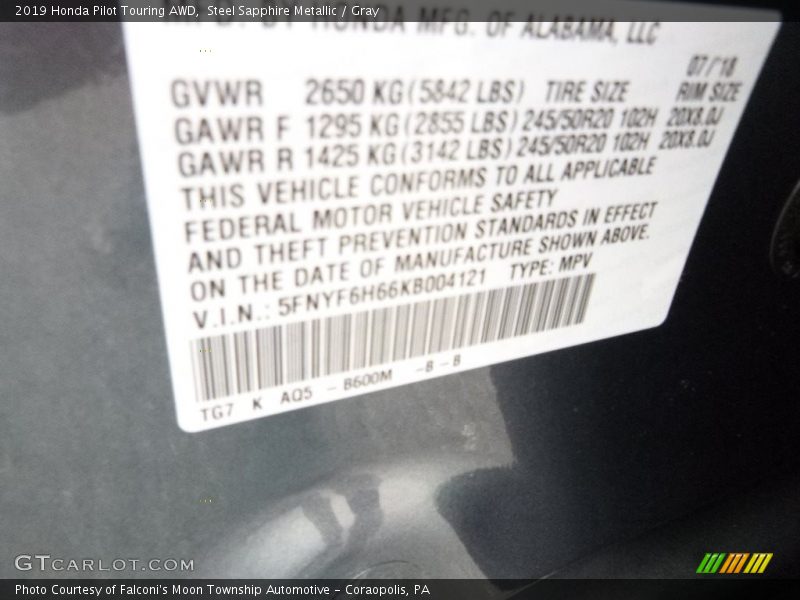 2019 Honda Pilot Touring AWD,  Steel Sapphire Metallic / Gray
MFG. BY HONDA MFG. OF ALABAMA, LLC
07/'18
GVWR 2650 KG (5842 LBS) TIRE SIZE RIM SIZE
GAWR F 1295 KG (2855 LBS) 245/50R20 102H 20X8.0J
GAWR R 1425 KG (3142 LBS) 245/50R20 102H 20X8.0J
THIS VEHICLE CONFORMS TO ALL APPLICABLE
FEDERAL MOTOR VEHICLE SAFETY
AND THEFT PREVENTION STANDARDS IN EFFECT
ON THE DATE OF MANUFACTURE SHOWN ABOVE.
V.I.N.: 5FNYF6H66KB004121 TYPE: MPV
TG7 K AQ5 - B600M -B-B
GTCARLOT.COM
Photo Courtesy of Falconi's Moon Township Automotive - Coraopolis, PA